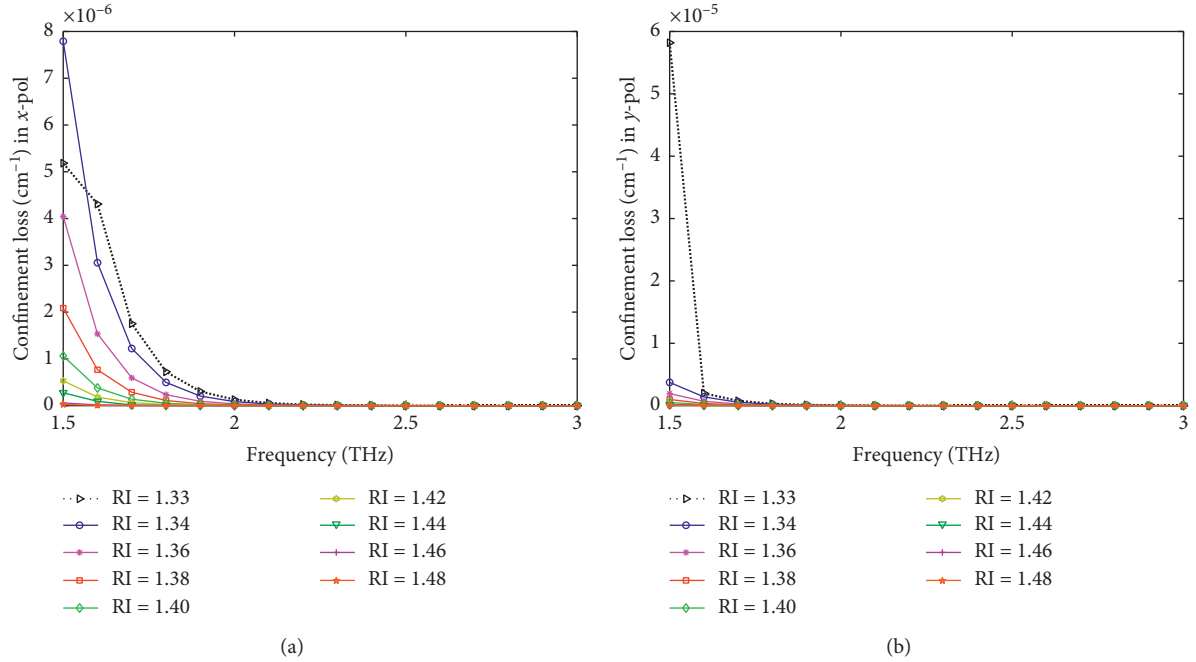 ×10⁻⁶
8
7
6
5
4
3
2
1
0
1.5
2
2.5
3
Confinement loss (cm⁻¹) in x-pol
Frequency (THz)
RI = 1.33
RI = 1.34
RI = 1.36
RI = 1.38
RI = 1.40
RI = 1.42
RI = 1.44
RI = 1.46
RI = 1.48
(a)
×10⁻⁵
6
5
4
3
2
1
0
1.5
2
2.5
3
Confinement loss (cm⁻¹) in y-pol
Frequency (THz)
RI = 1.33
RI = 1.34
RI = 1.36
RI = 1.38
RI = 1.40
RI = 1.42
RI = 1.44
RI = 1.46
RI = 1.48
(b)